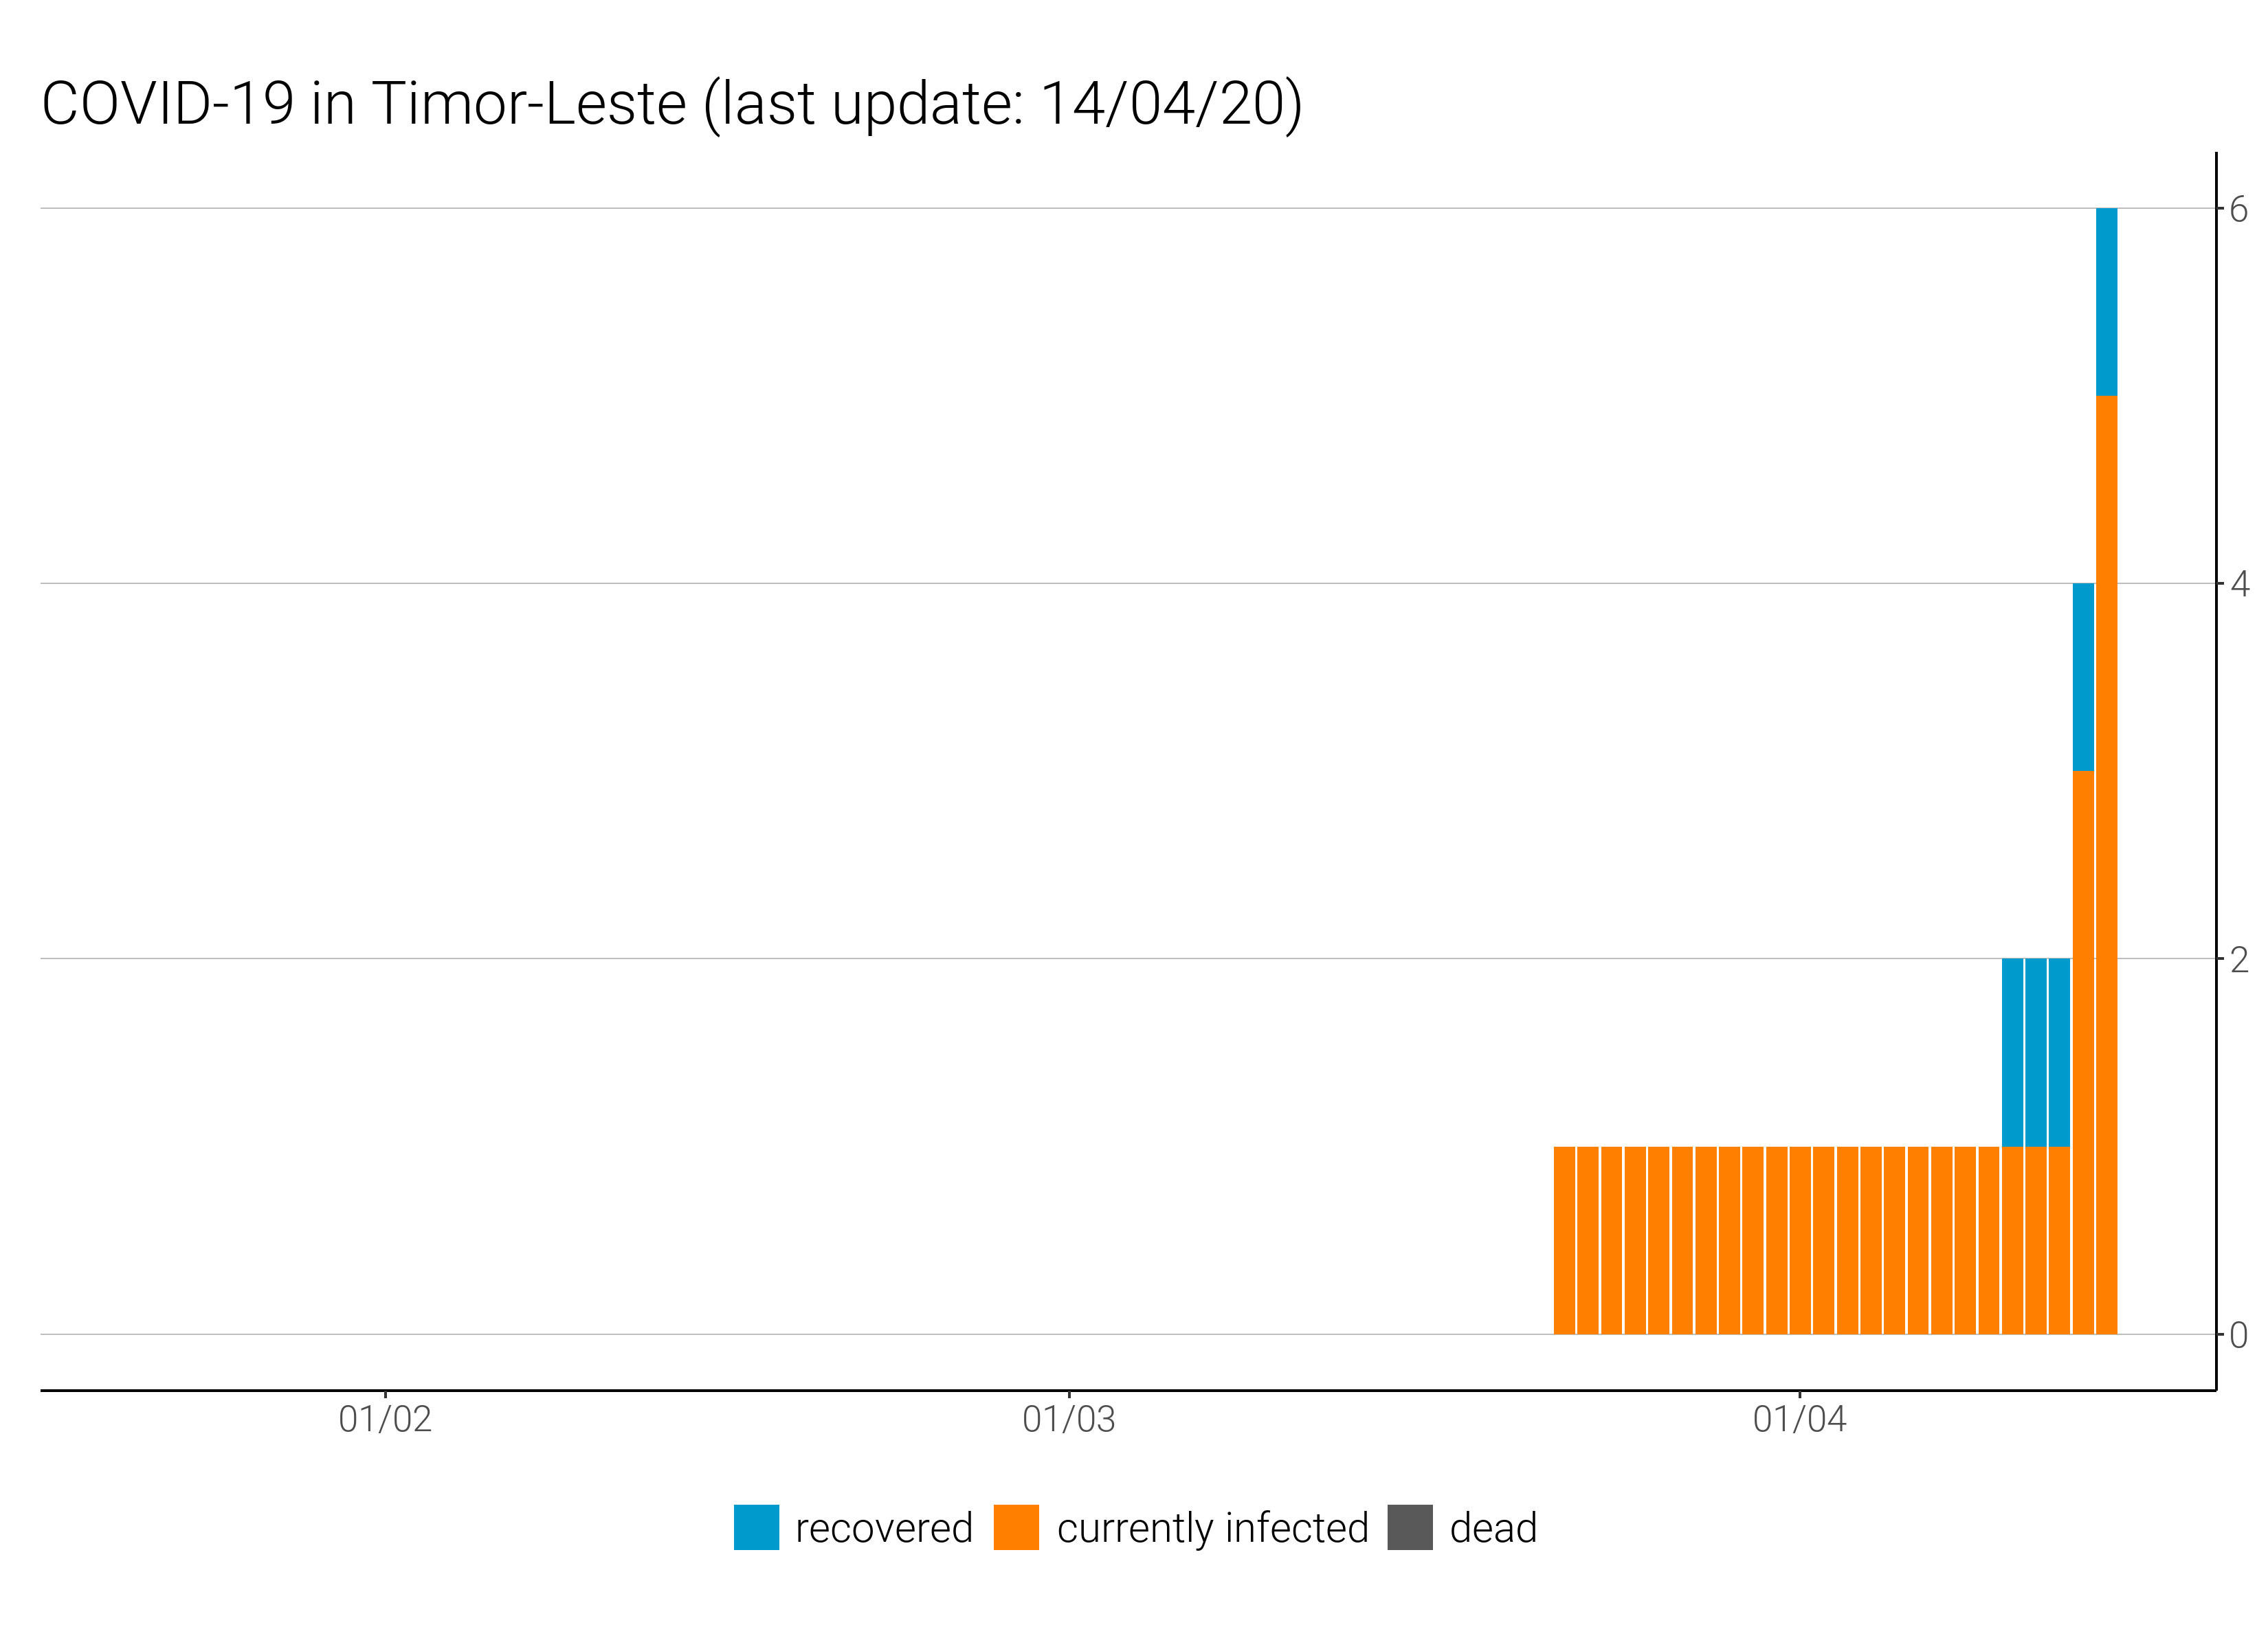 COVID-19 in Timor-Leste (last update: 14/04/20)
6
4
2
0
01/02 01/03 01/04
recovered currently infected dead